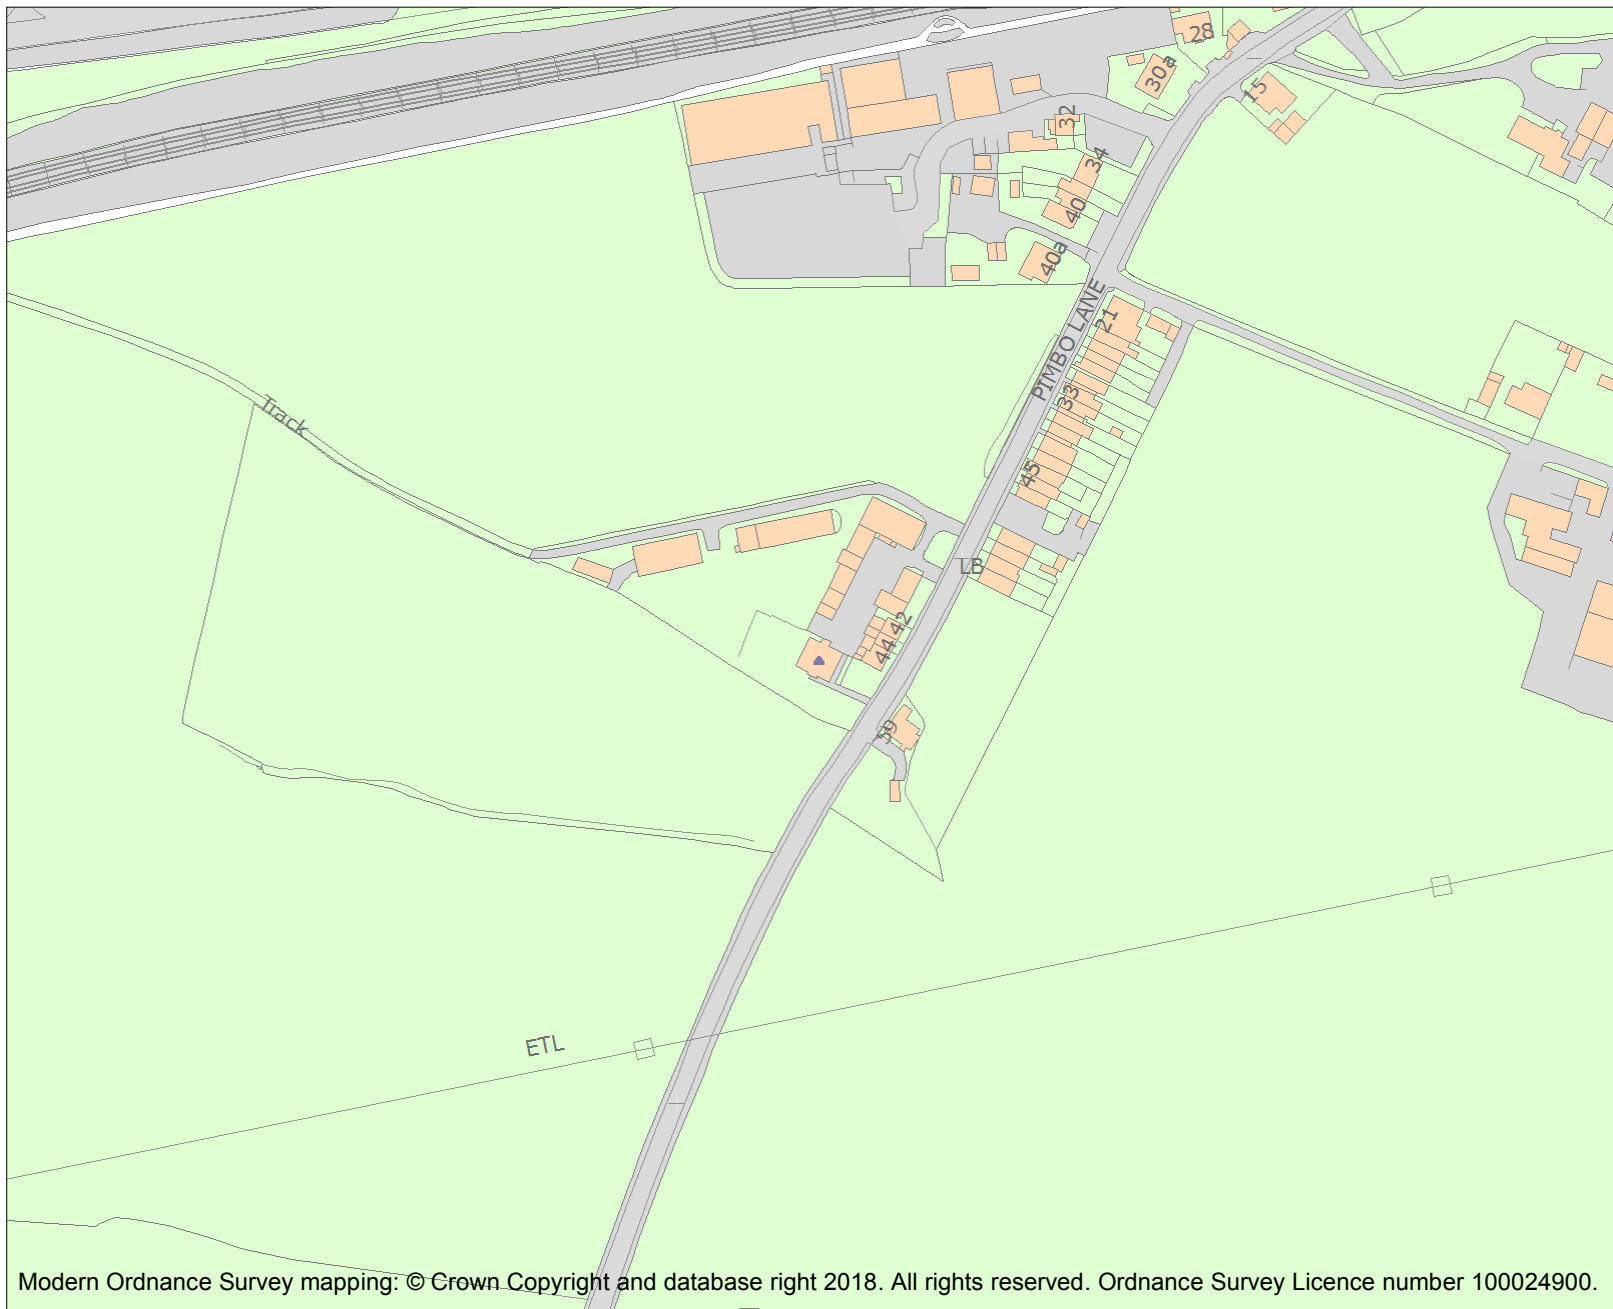 28
30a
15
32
34
40
40a
21
PIMBO LANE
33
Track
45
LB
42
44
59
ETL
Modern Ordnance Survey mapping: © Crown Copyright and database right 2018. All rights reserved. Ordnance Survey Licence number 100024900.